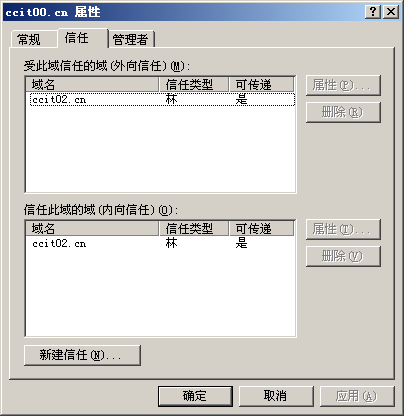 ccit00.cn 属性
常规 信任 管理者
受此域信任的域(外向信任)(M):
域名 信任类型 可传递
ccit02.cn 林 是
属性(P)...
删除(R)
信任此域的域(内向信任)(O):
域名 信任类型 可传递
ccit02.cn 林 是
属性(T)...
删除(V)
新建信任(N)...
确定 取消 应用(A)